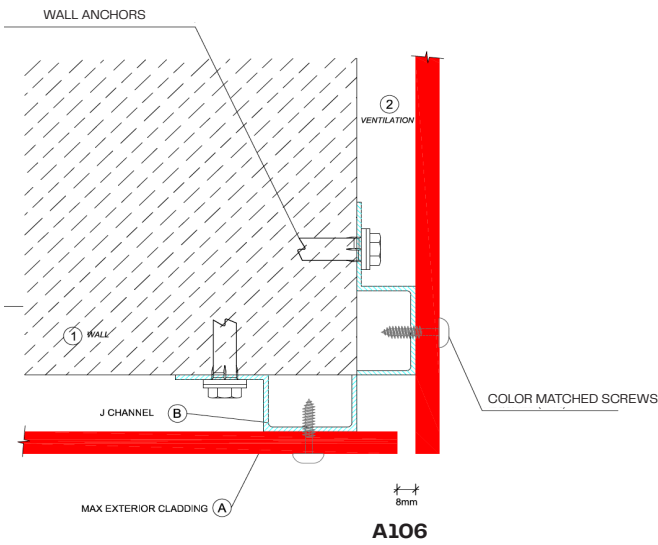 WALL ANCHORS
2
VENTILATION
1 WALL
COLOR MATCHED SCREWS
J CHANNEL B
MAX EXTERIOR CLADDING A
8mm
A106